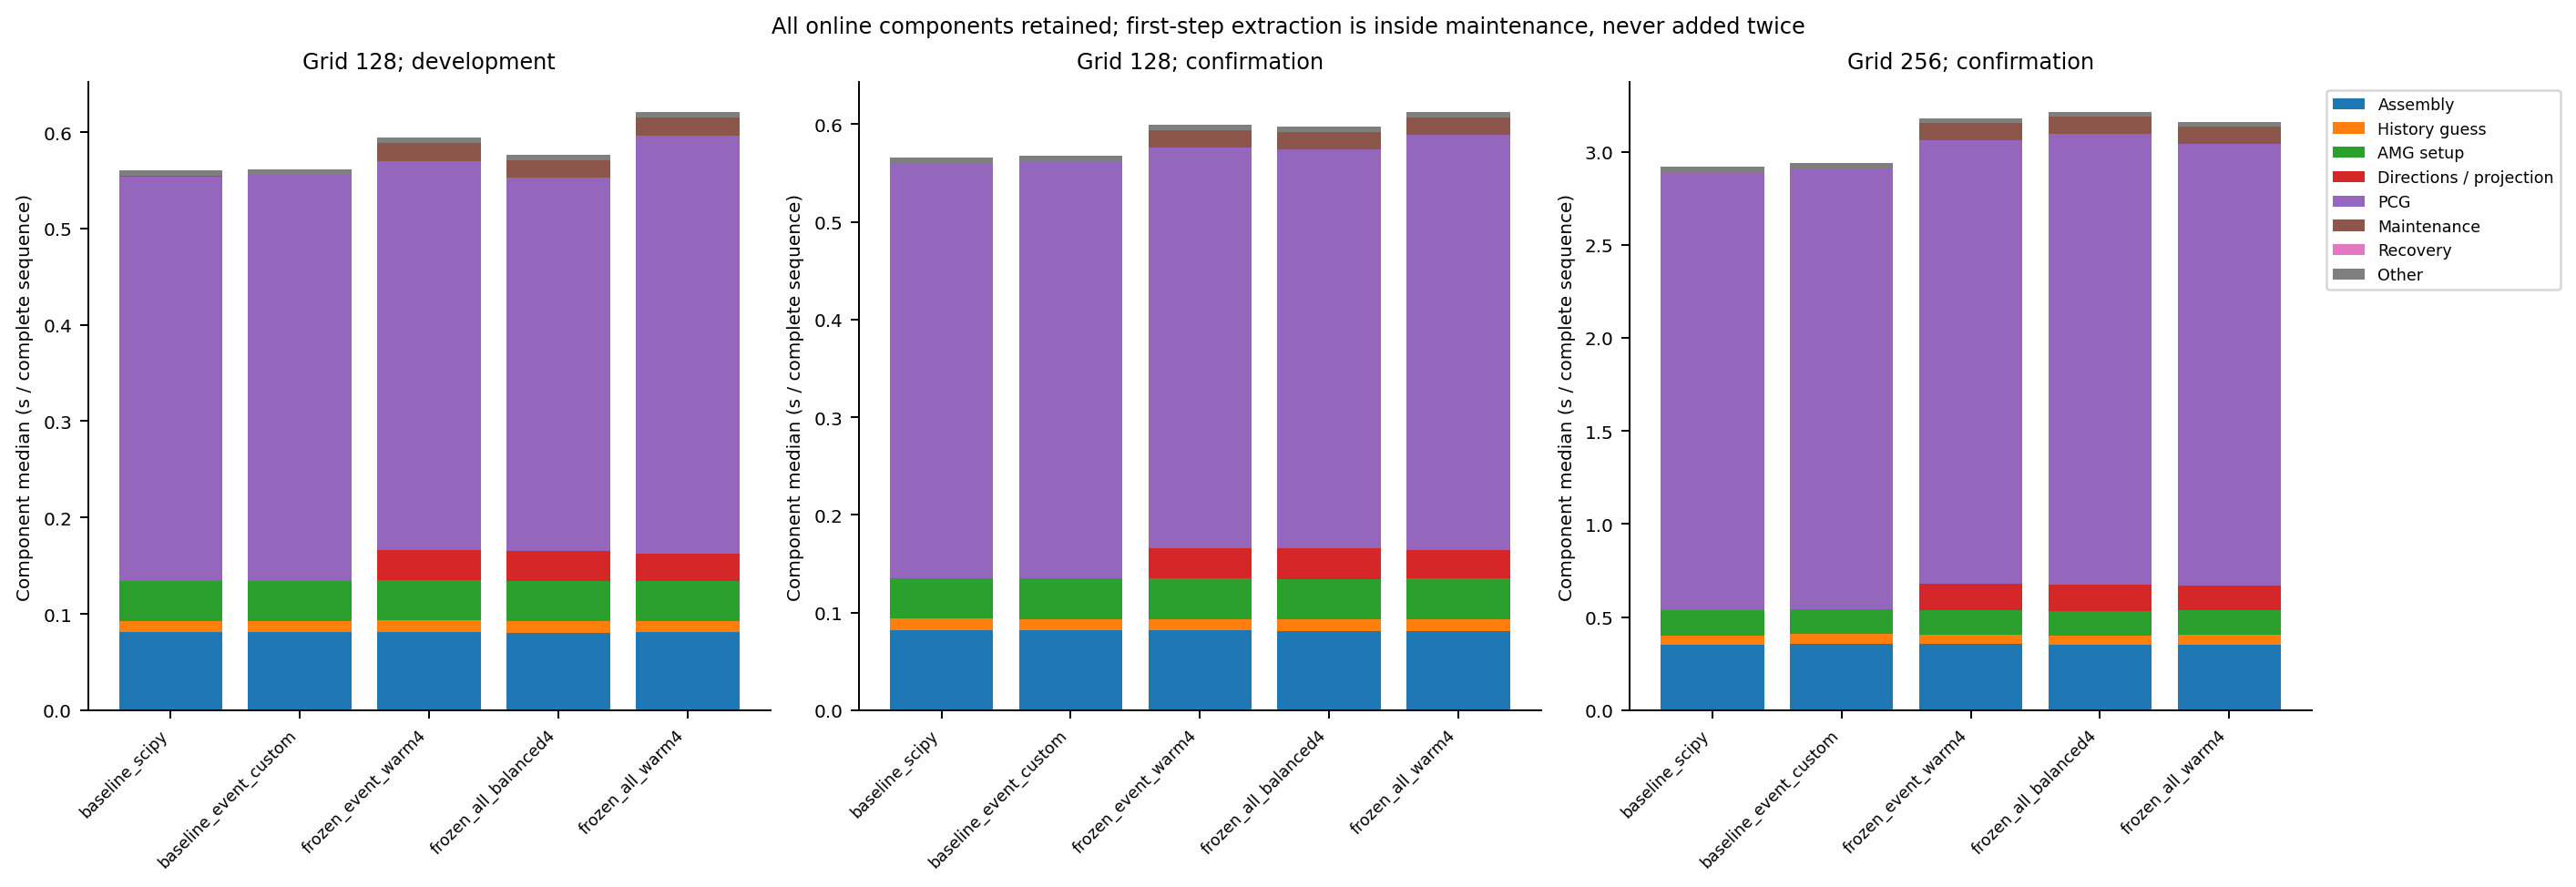 All online components retained; first-step extraction is inside maintenance, never added twice
Grid 128; development
Component median (s / complete sequence)
0.6
0.5
0.4
0.3
0.2
0.1
0.0
baseline_scipy
baseline_event_custom
frozen_event_warm4
frozen_all_balanced4
frozen_all_warm4
Grid 128; confirmation
Component median (s / complete sequence)
0.6
0.5
0.4
0.3
0.2
0.1
0.0
baseline_scipy
baseline_event_custom
frozen_event_warm4
frozen_all_balanced4
frozen_all_warm4
Grid 256; confirmation
Component median (s / complete sequence)
3.0
2.5
2.0
1.5
1.0
0.5
0.0
baseline_scipy
baseline_event_custom
frozen_event_warm4
frozen_all_balanced4
frozen_all_warm4
Assembly
History guess
AMG setup
Directions / projection
PCG
Maintenance
Recovery
Other